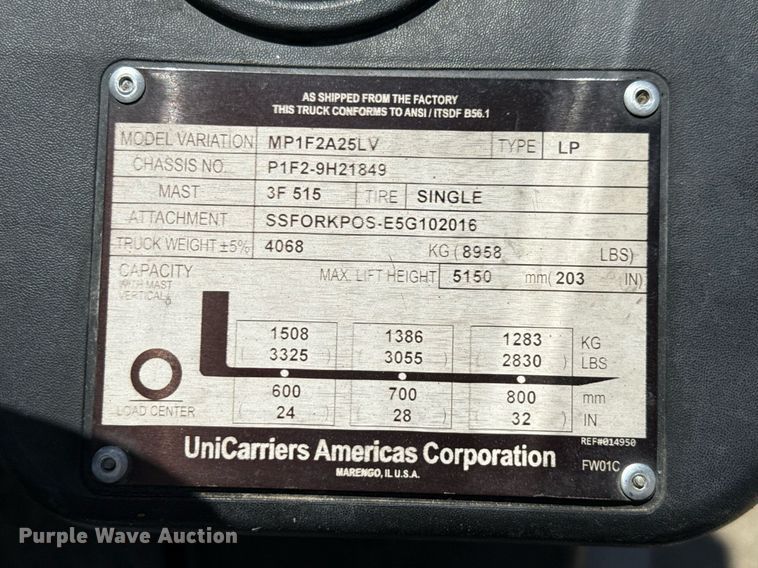 AS SHIPPED FROM THE FACTORY
THIS TRUCK CONFORMS TO ANSI / ITSDF B56.1
MODEL VARIATION MP1F2A25LV TYPE LP
CHASSIS NO. P1F2-9H21849
MAST 3F 515 TIRE SINGLE
ATTACHMENT SSFORKPOS-E5G102016
TRUCK WEIGHT ±5% 4068 KG ( 8958 LBS)
CAPACITY MAX. LIFT HEIGHT 5150 mm( 203 IN)
WITH MAST
VERTICAL
1508 1386 1283 KG
( 3325 ) ( 3055 ) ( 2830 ) LBS
600 700 800 mm
LOAD CENTER ( 24 ) ( 28 ) ( 32 ) IN
REF#014950
UniCarriers Americas Corporation FW01C
MARENGO, IL U.S.A.
Purple Wave Auction